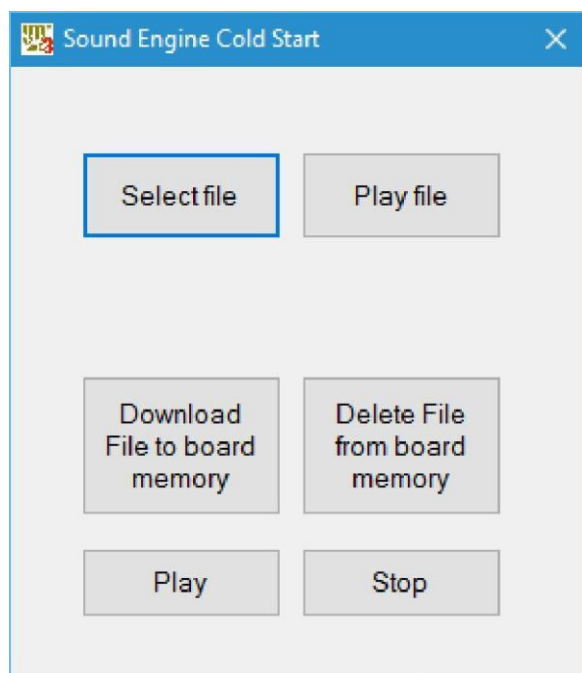 Sound Engine Cold Start
Select file
Play file
Download
File to board
memory
Delete File
from board
memory
Play
Stop